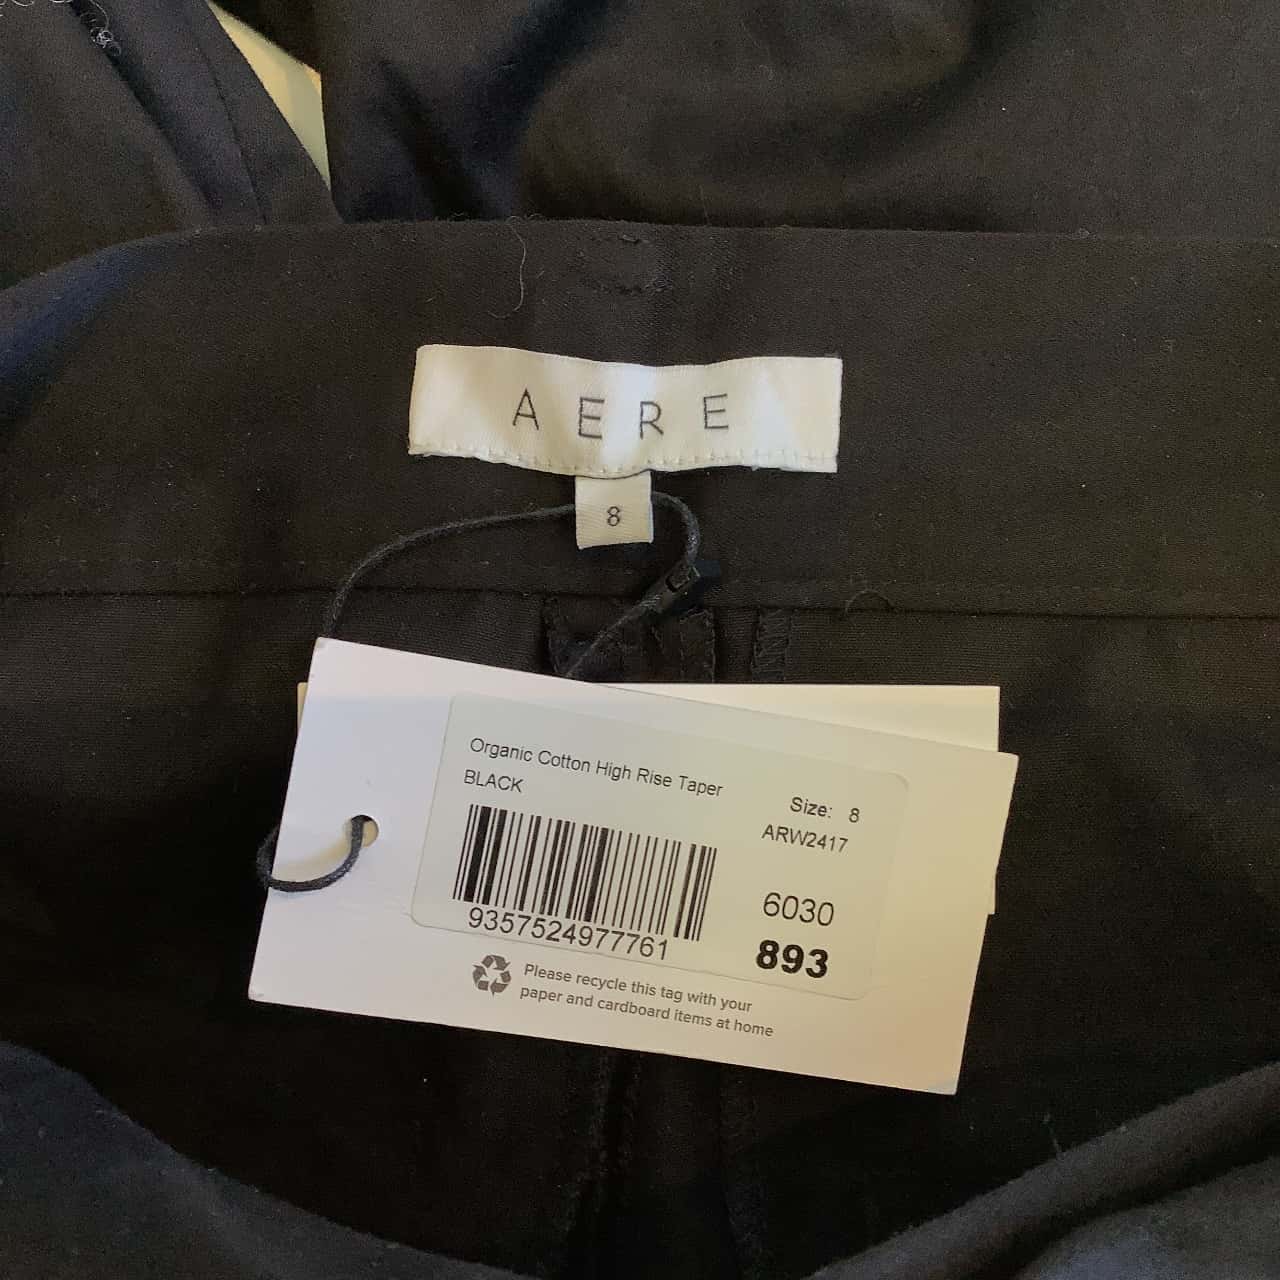 AERE
8
Organic Cotton High Rise Taper
BLACK
Size: 8
ARW2417
9357524977761
6030
893
Please recycle this tag with your
paper and cardboard items at home